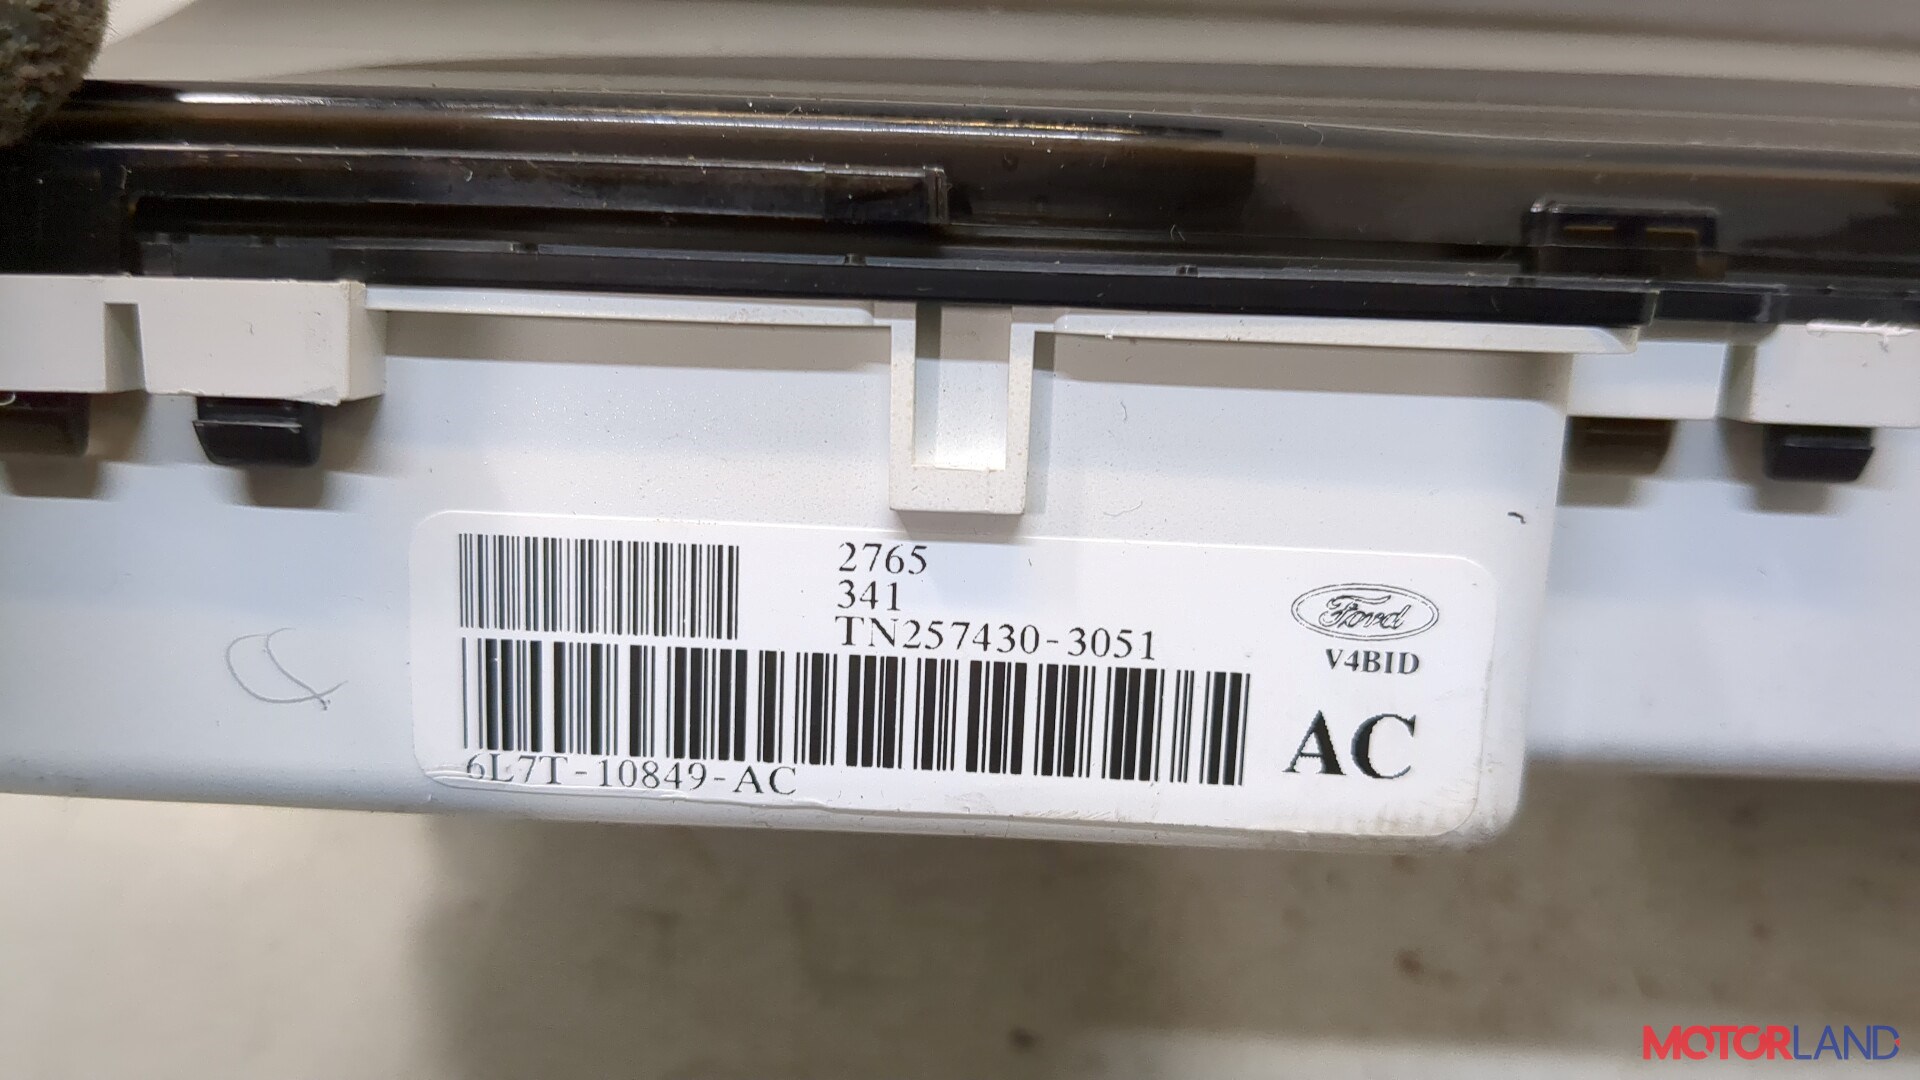 2765
341
TN257430-3051
Ford
V4BID
AC
6L7T-10849-AC
MOTORLAND